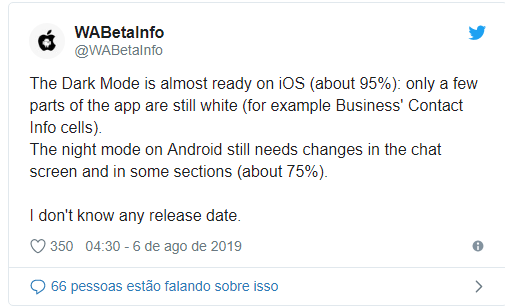 WABetaInfo
@WABetaInfo
The Dark Mode is almost ready on iOS (about 95%): only a few
parts of the app are still white (for example Business' Contact
Info cells).
The night mode on Android still needs changes in the chat
screen and in some sections (about 75%).
I don't know any release date.
350 04:30 - 6 de ago de 2019
66 pessoas estão falando sobre isso